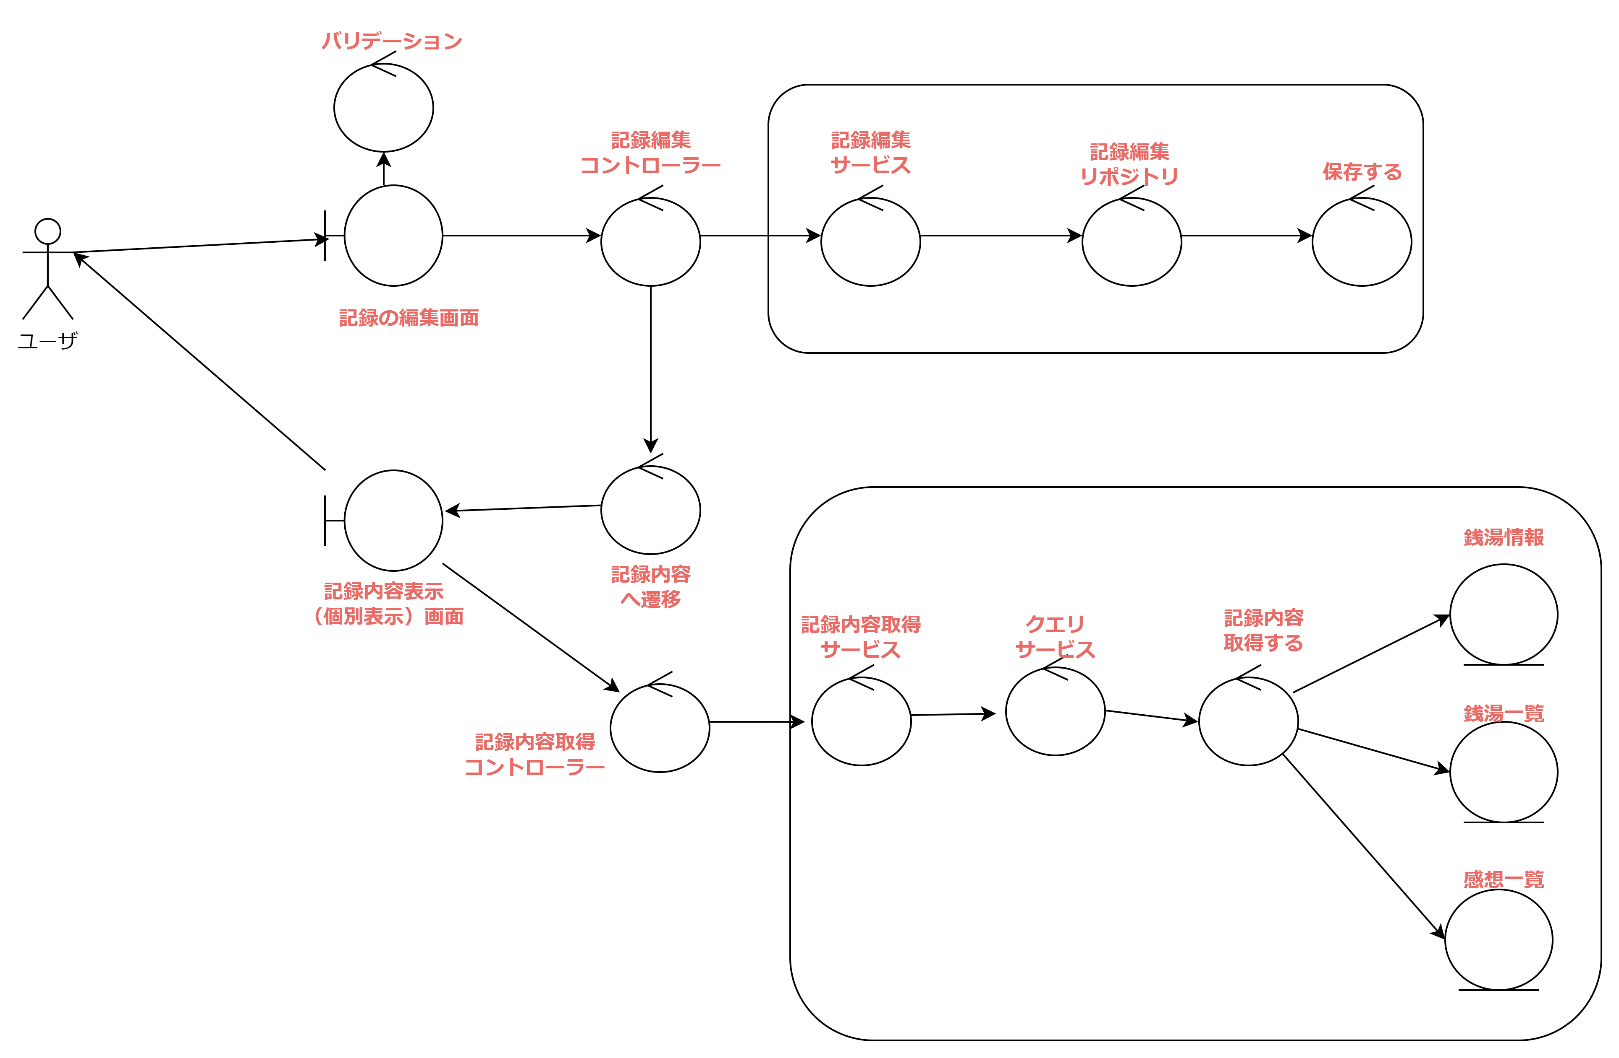 バリデーション
記録編集
コントローラー
記録編集
サービス
記録編集
リポジトリ
保存する
記録の編集画面
ユーザ
記録内容
へ遷移
記録内容表示
（個別表示）画面
銭湯情報
記録内容取得
サービス
クエリ
サービス
記録内容
取得する
銭湯一覧
記録内容取得
コントローラー
感想一覧